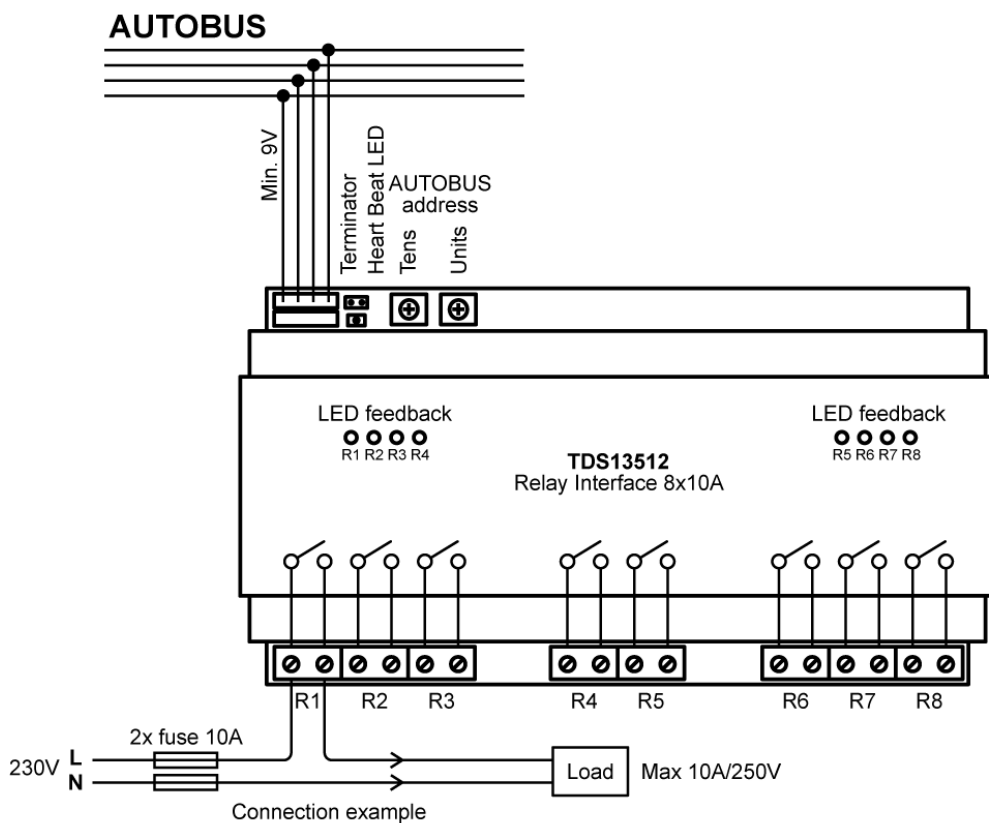 AUTOBUS
Min. 9V
Terminator
Heart Beat LED
AUTOBUS
address
Tens
Units
LED feedback
R1 R2 R3 R4
LED feedback
R5 R6 R7 R8
TDS13512
Relay Interface 8x10A
R1 R2 R3 R4 R5 R6 R7 R8
2x fuse 10A
230V L
N
Load
Max 10A/250V
Connection example